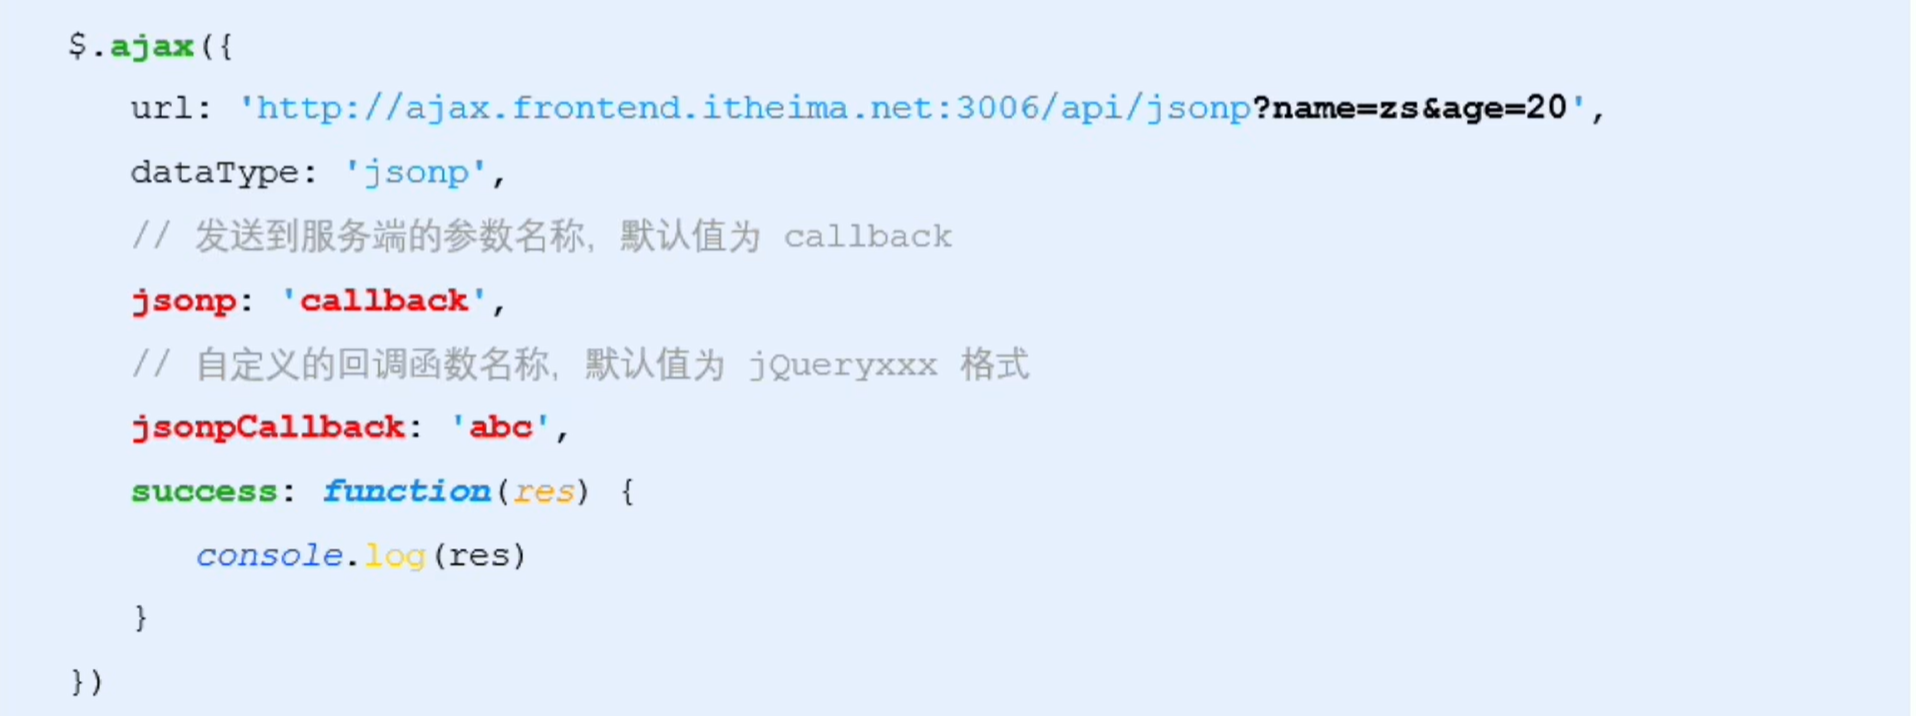 $.ajax({
url: 'http://ajax.frontend.itheima.net:3006/api/jsonp?name=zs&age=20',
dataType: 'jsonp',
// 发送到服务端的参数名称，默认值为 callback
jsonp: 'callback',
// 自定义的回调函数名称，默认值为 jQueryxxx 格式
jsonpCallback: 'abc',
success: function(res) {
console.log(res)
}
})